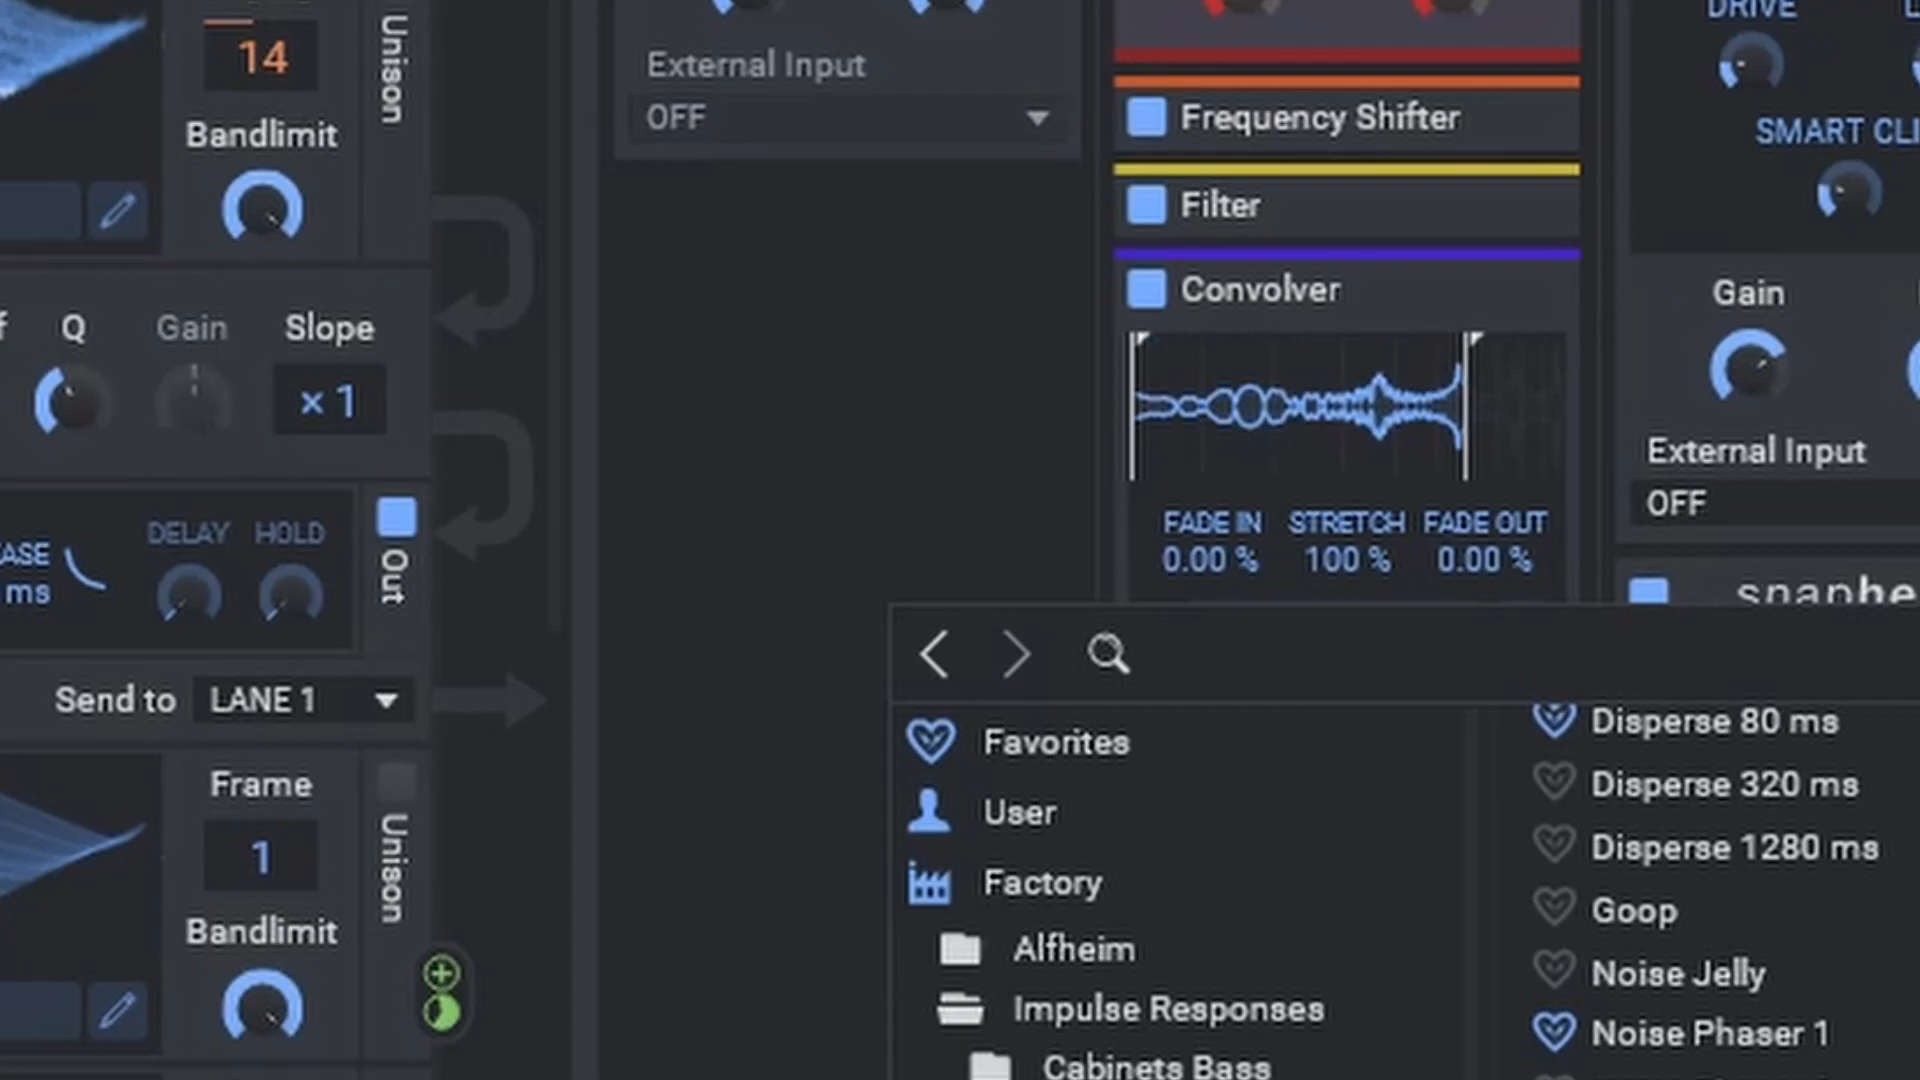 14
Bandlimit
Unison
Q
Gain
Slope
× 1
DELAY
HOLD
ms
Out
Send to
LANE 1
Frame
1
Bandlimit
Unison
External Input
OFF
Frequency Shifter
Filter
Convolver
FADE IN
STRETCH
FADE OUT
0.00 %
100 %
0.00 %
DRIVE
SMART CLI
Gain
External Input
OFF
snaphe
Favorites
User
Factory
Alfheim
Impulse Responses
Cabinets Bass
Disperse 80 ms
Disperse 320 ms
Disperse 1280 ms
Goop
Noise Jelly
Noise Phaser 1